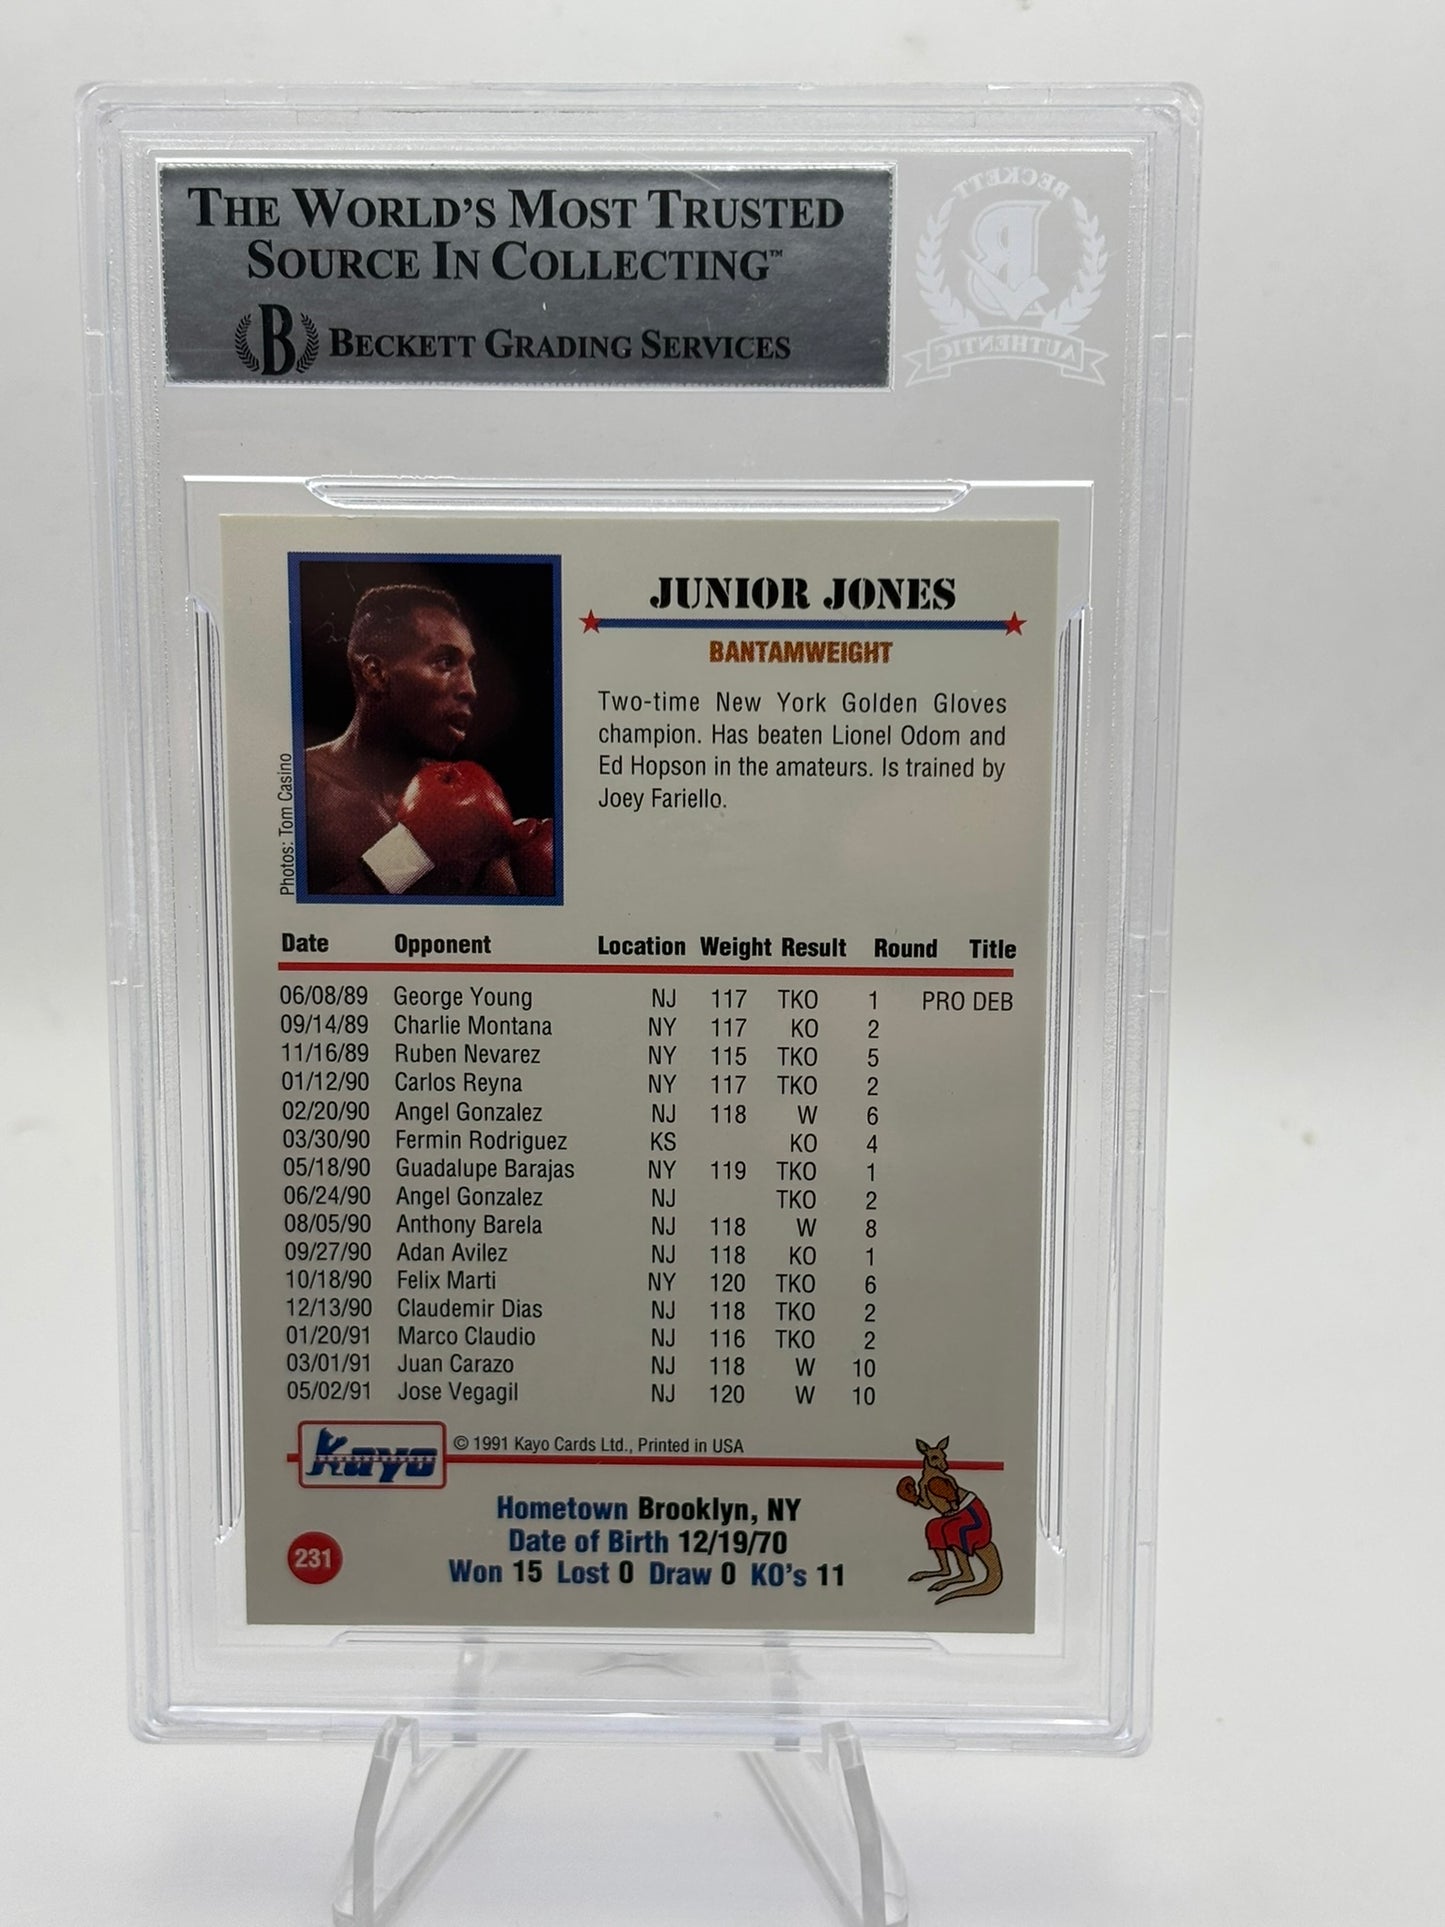 THE WORLD'S MOST TRUSTED
SOURCE IN COLLECTING™
B BECKETT GRADING SERVICES
BECKETT
B
AUTHENTIC
JUNIOR JONES
BANTAMWEIGHT
Two-time New York Golden Gloves
champion. Has beaten Lionel Odom and
Ed Hopson in the amateurs. Is trained by
Joey Fariello.
Photos: Tom Casino
Date Opponent Location Weight Result Round Title
06/08/89 George Young NJ 117 TKO 1 PRO DEB
09/14/89 Charlie Montana NY 117 KO 2
11/16/89 Ruben Nevarez NY 115 TKO 5
01/12/90 Carlos Reyna NY 117 TKO 2
02/20/90 Angel Gonzalez NJ 118 W 6
03/30/90 Fermin Rodriguez KS KO 4
05/18/90 Guadalupe Barajas NY 119 TKO 1
06/24/90 Angel Gonzalez NJ TKO 2
08/05/90 Anthony Barela NJ 118 W 8
09/27/90 Adan Avilez NJ 118 KO 1
10/18/90 Felix Marti NY 120 TKO 6
12/13/90 Claudemir Dias NJ 118 TKO 2
01/20/91 Marco Claudio NJ 116 TKO 2
03/01/91 Juan Carazo NJ 118 W 10
05/02/91 Jose Vegagil NJ 120 W 10
Kayo © 1991 Kayo Cards Ltd., Printed in USA
Hometown Brooklyn, NY
Date of Birth 12/19/70
Won 15 Lost 0 Draw 0 KO's 11
231